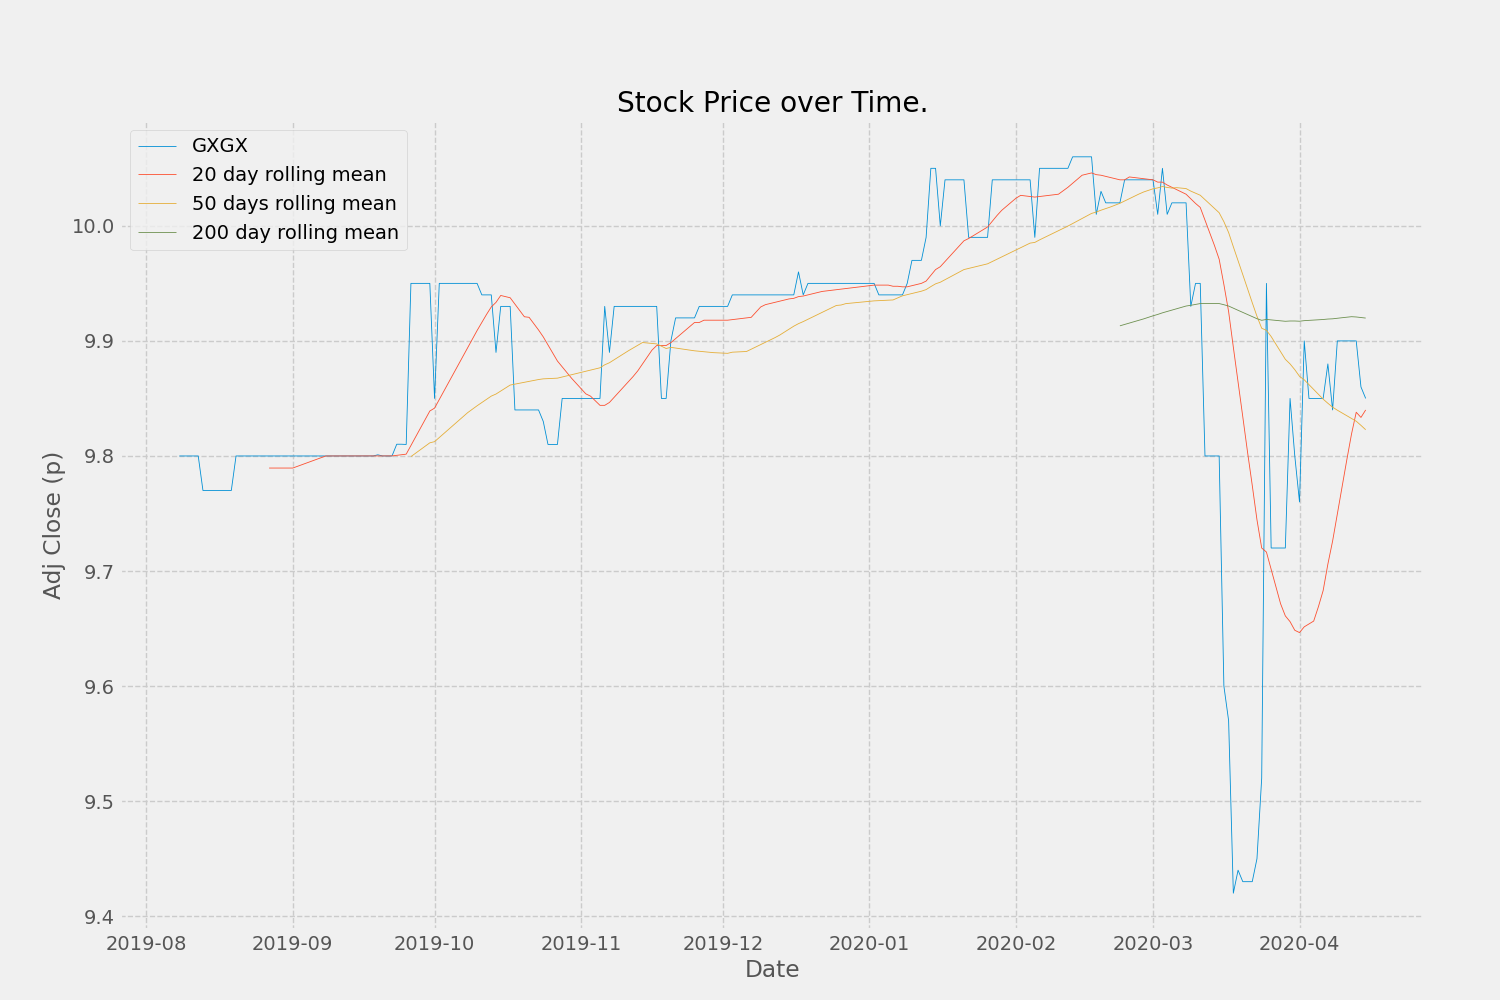 Stock Price over Time.
GXGX
20 day rolling mean
50 days rolling mean
200 day rolling mean
10.0
9.9
9.8
9.7
9.6
9.5
9.4
Adj Close (p)
2019-08 2019-09 2019-10 2019-11 2019-12 2020-01 2020-02 2020-03 2020-04
Date